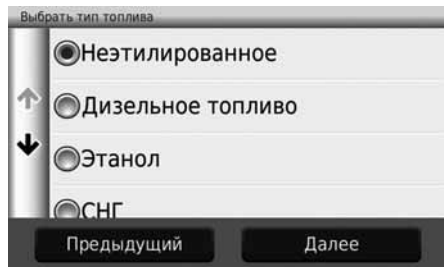 Выбрать тип топлива
Неэтилированное
Дизельное топливо
Этанол
СНГ
Предыдущий
Далее